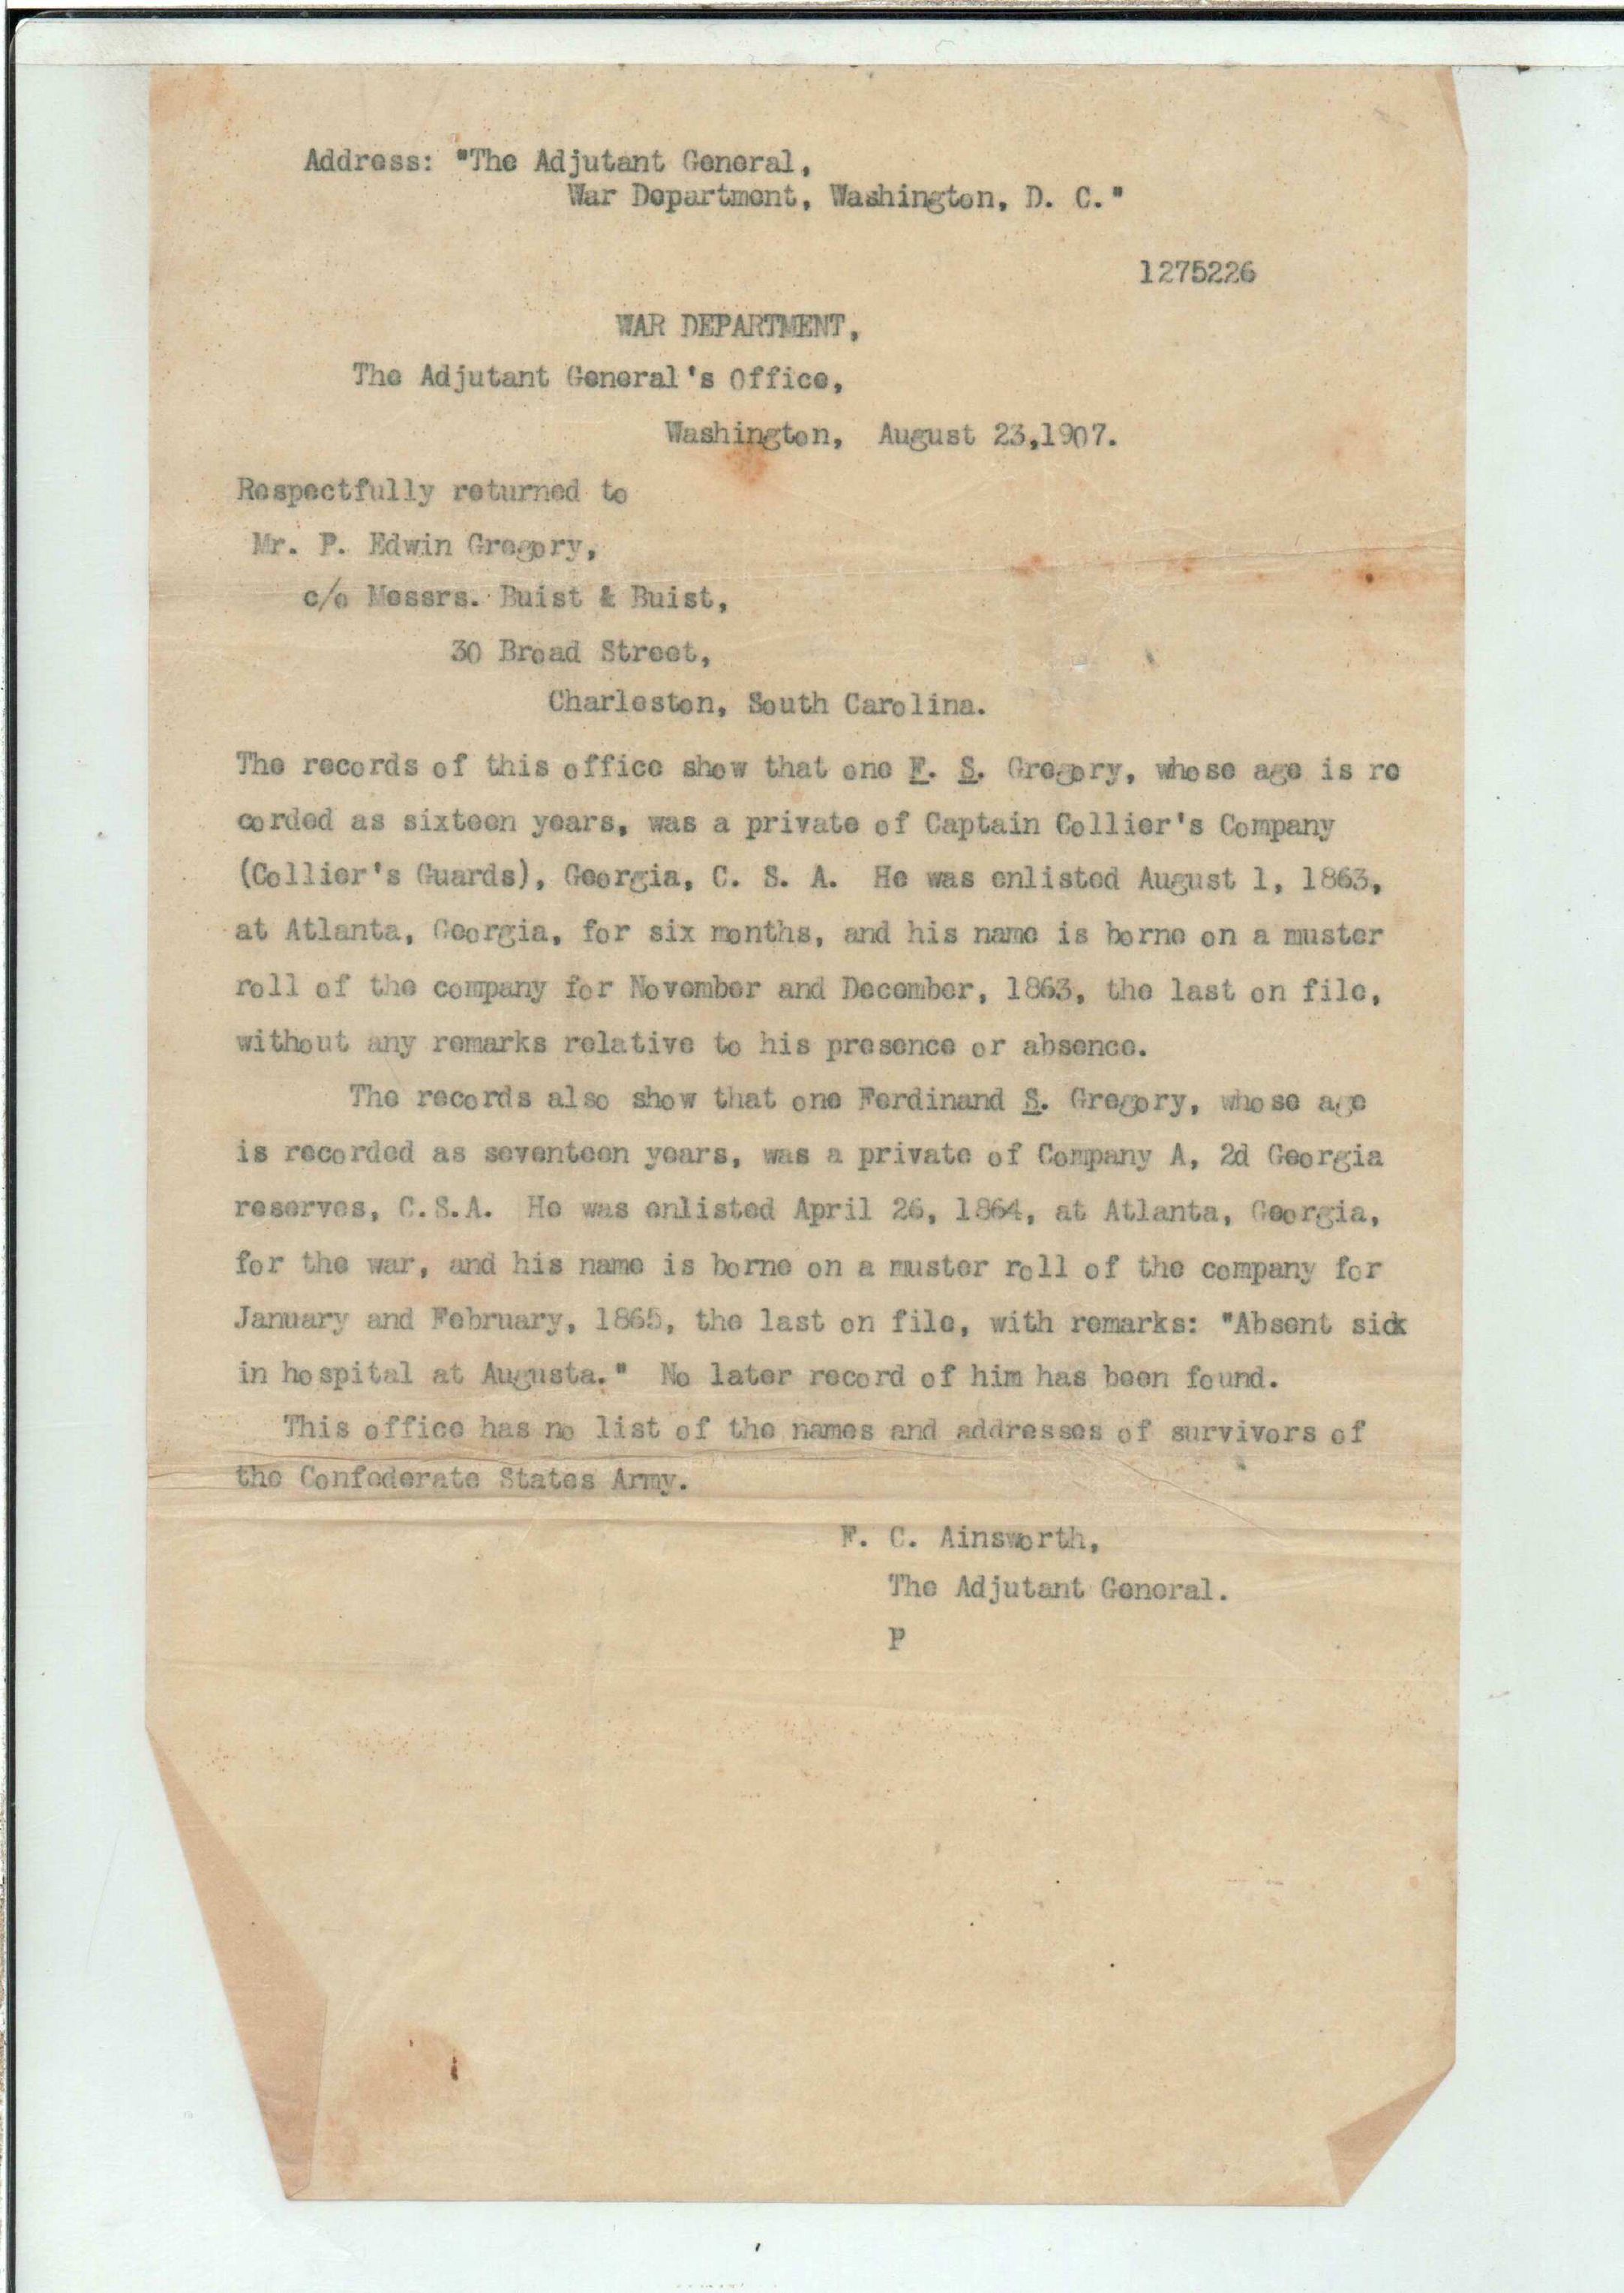 Address: "The Adjutant General,
War Department, Washington, D. C."
1275226
WAR DEPARTMENT,
The Adjutant General's Office,
Washington, August 23,1907.
Respectfully returned to
Mr. P. Edwin Gregory,
c/o Messrs. Buist & Buist,
30 Broad Street,
Charleston, South Carolina.
The records of this office show that one F. S. Gregory, whose age is re
corded as sixteen years, was a private of Captain Collier's Company
(Collier's Guards), Georgia, C. S. A. He was enlisted August 1, 1863,
at Atlanta, Georgia, for six months, and his name is borne on a muster
roll of the company for November and December, 1863, the last on file,
without any remarks relative to his presence or absence.
The records also show that one Ferdinand S. Gregory, whose age
is recorded as seventeen years, was a private of Company A, 2d Georgia
reserves, C.S.A. He was enlisted April 26, 1864, at Atlanta, Georgia,
for the war, and his name is borne on a muster roll of the company for
January and February, 1865, the last on file, with remarks: "Absent sick
in hospital at Augusta." No later record of him has been found.
This office has no list of the names and addresses of survivors of
the Confederate States Army.
F. C. Ainsworth,
The Adjutant General.
P